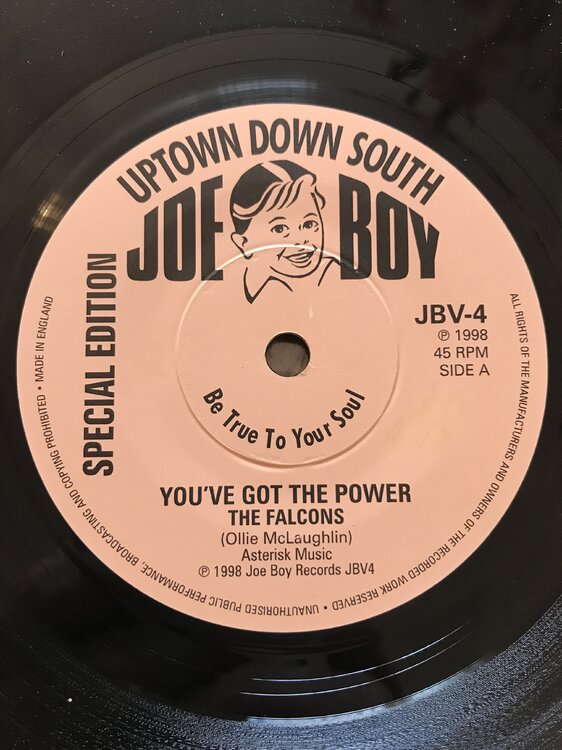 UPTOWN DOWN SOUTH
JOE BOY
SPECIAL EDITION
JBV-4
℗ 1998
45 RPM
SIDE A
Be True To Your Soul
YOU'VE GOT THE POWER
THE FALCONS
(Ollie McLaughlin)
Asterisk Music
℗ 1998 Joe Boy Records JBV4
ALL RIGHTS OF THE MANUFACTURERS AND OWNERS OF THE RECORDED WORK RESERVED • UNAUTHORISED PUBLIC PERFORMANCE, BROADCASTING AND COPYING PROHIBITED • MADE IN ENGLAND